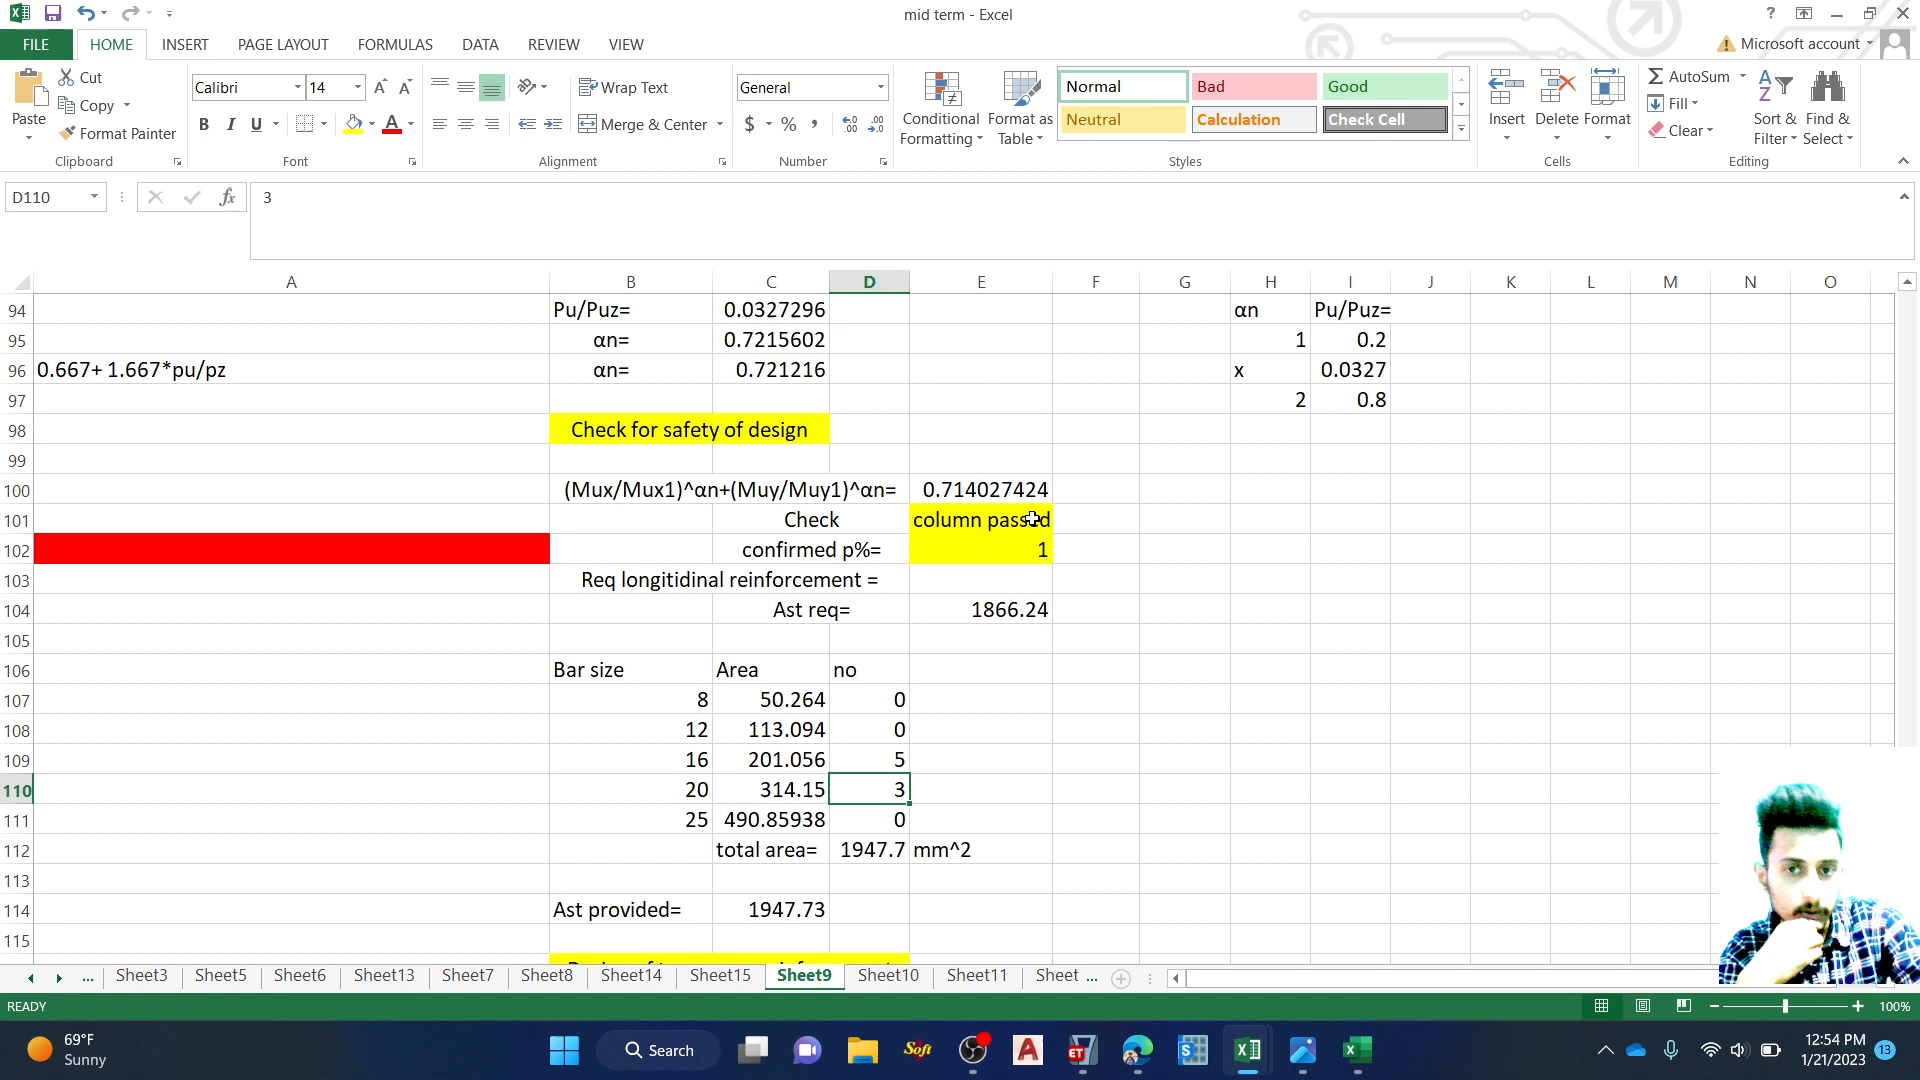 mid term - Excel
?
FILE HOME INSERT PAGE LAYOUT FORMULAS DATA REVIEW VIEW
Microsoft account
Paste
Cut
Copy
Format Painter
Clipboard
Calibri 14
B I U
Font
Wrap Text
Merge & Center
Alignment
General
$ % ,
Number
Conditional Formatting
Format as Table
Normal Bad Good
Neutral Calculation Check Cell
Styles
Insert Delete Format
Cells
AutoSum
Fill
Clear
Sort & Filter
Find & Select
Editing
D110
fx 3
A B C D E F G H I J K L M N O
94 Pu/Puz= 0.0327296 αn Pu/Puz=
95 αn= 0.7215602 1 0.2
96 0.667+ 1.667*pu/pz αn= 0.721216 x 0.0327
97 2 0.8
98 Check for safety of design
99
100 (Mux/Mux1)^αn+(Muy/Muy1)^αn= 0.714027424
101 Check column passed
102 confirmed p%= 1
103 Req longitidinal reinforcement =
104 Ast req= 1866.24
105
106 Bar size Area no
107 8 50.264 0
108 12 113.094 0
109 16 201.056 5
110 20 314.15 3
111 25 490.85938 0
112 total area= 1947.7 mm^2
113
114 Ast provided= 1947.73
115
... Sheet3 Sheet5 Sheet6 Sheet13 Sheet7 Sheet8 Sheet14 Sheet15 Sheet9 Sheet10 Sheet11 Sheet ...
READY 100%
69°F
Sunny
Search
Soft
ET
12:54 PM
1/21/2023
13